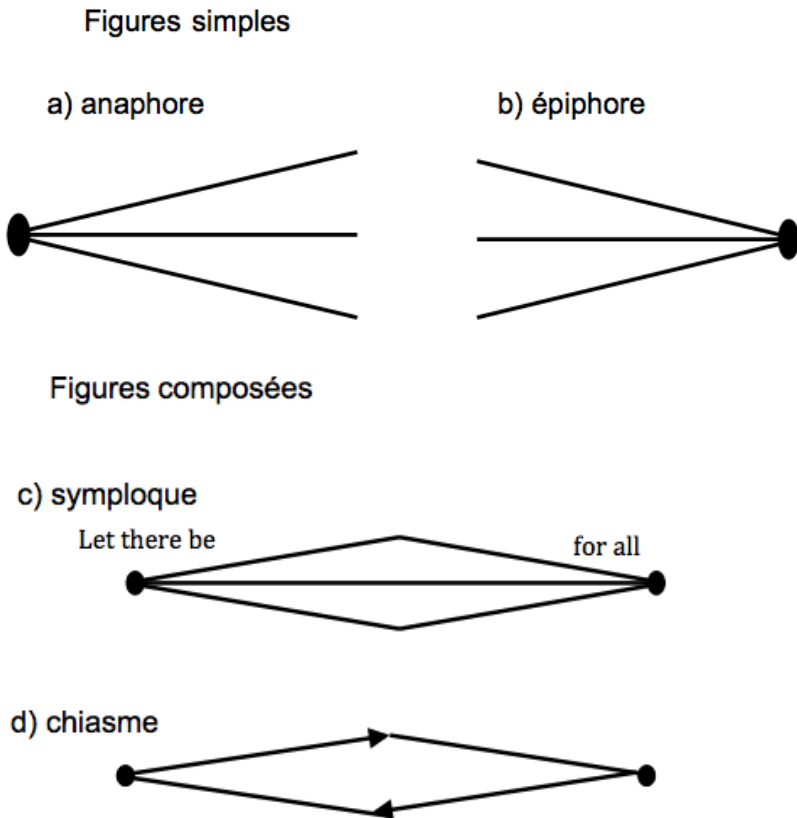 Figures simples
a) anaphore
b) épiphore
Figures composées
c) symploque
Let there be
for all
d) chiasme